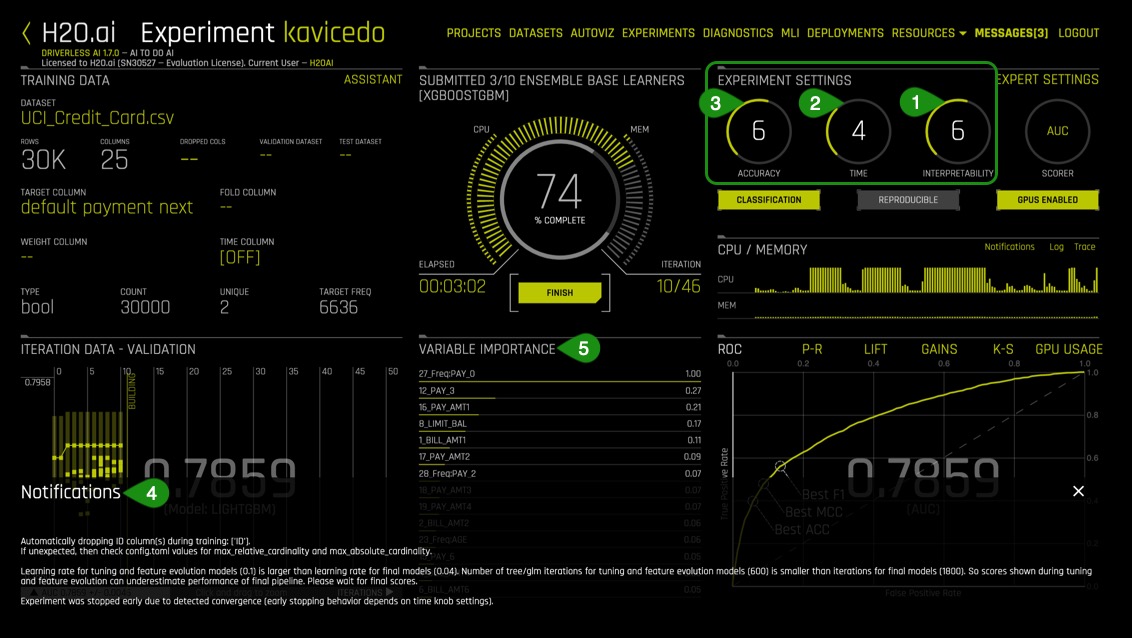 H2O.ai Experiment kavicedo
DRIVERLESS AI 1.7.0 – AI TO DO AI
Licensed to H2O.ai [SN30527 – Evaluation License]. Current User – H2OAI
PROJECTS DATASETS AUTOVIZ EXPERIMENTS DIAGNOSTICS MLI DEPLOYMENTS RESOURCES MESSAGES[3] LOGOUT
TRAINING DATA
ASSISTANT
DATASET
UCI_Credit_Card.csv
ROWS COLUMNS DROPPED COLS VALIDATION DATASET TEST DATASET
30K 25 -- -- --
TARGET COLUMN FOLD COLUMN
default payment next --
WEIGHT COLUMN TIME COLUMN
-- [OFF]
TYPE COUNT UNIQUE TARGET FREQ
bool 30000 2 6636
SUBMITTED 3/10 ENSEMBLE BASE LEARNERS
[XGBOOSTGBM]
CPU MEM
74
% COMPLETE
ELAPSED ITERATION
00:03:02 10/46
FINISH
EXPERIMENT SETTINGS
EXPERT SETTINGS
3 2 1
6 4 6 AUC
ACCURACY TIME INTERPRETABILITY SCORER
CLASSIFICATION REPRODUCIBLE GPUS ENABLED
CPU / MEMORY
Notifications Log Trace
CPU
MEM
ITERATION DATA - VALIDATION
0 5 10 15 20 25 30 35 40 45 50
0.7958
BUILDING
0.7859
(Model: LIGHTGBM)
VARIABLE IMPORTANCE
5
27_Freq:PAY_0 1.00
12_PAY_3 0.27
15_PAY_AMT1 0.21
8_LIMIT_BAL 0.17
1_BILL_AMT1 0.11
17_PAY_AMT2 0.09
28_Freq:PAY_2 0.07
18_PAY_AMT3 0.07
19_PAY_AMT4 0.07
2_BILL_AMT2 0.06
23_Freq:AGE 0.06
ROC P-R LIFT GAINS K-S GPU USAGE
0.0 0.2 0.4 0.6 0.8 1.0
1.0
0.8
0.6
0.4
0.2
0.0
True Positive Rate
0.7859
(AUC)
Best F1
Best MCC
Best ACC
False Positive Rate
Notifications
4
Automatically dropping ID column(s) during training: ['ID'].
If unexpected, then check config.toml values for max_relative_cardinality and max_absolute_cardinality.
Learning rate for tuning and feature evolution models (0.1) is larger than learning rate for final models (0.04). Number of tree/glm iterations for tuning and feature evolution models (600) is smaller than iterations for final models (1800). So scores shown during tuning
and feature evolution can underestimate performance of final pipeline. Please wait for final scores.
Click and drag to zoom
ITERATIONS
Experiment was stopped early due to detected convergence (early stopping behavior depends on time knob settings).